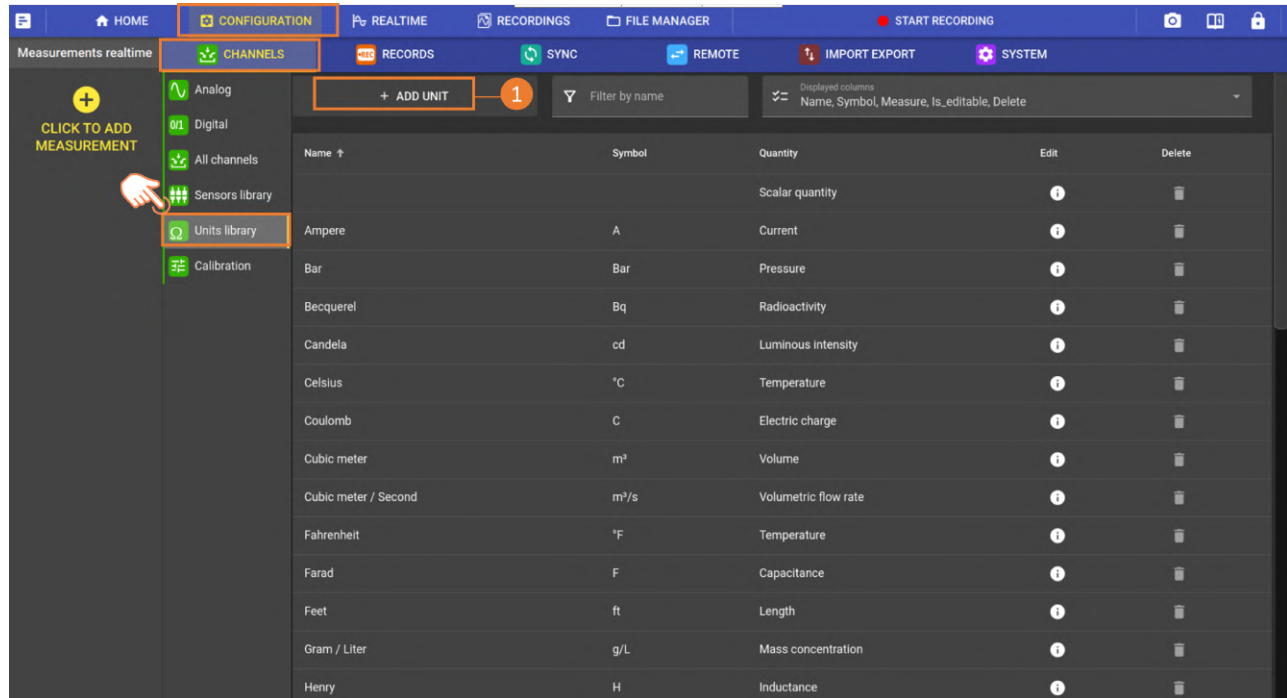 HOME CONFIGURATION REALTIME RECORDINGS FILE MANAGER START RECORDING
Measurements realtime CHANNELS REC RECORDS SYNC REMOTE IMPORT EXPORT SYSTEM
CLICK TO ADD
MEASUREMENT
Analog
0/1 Digital
All channels
Sensors library
Ω Units library
Calibration
+ ADD UNIT 1 Filter by name
Displayed columns
Name, Symbol, Measure, Is_editable, Delete
Name ↑ Symbol Quantity Edit Delete
Scalar quantity
Ampere A Current
Bar Bar Pressure
Becquerel Bq Radioactivity
Candela cd Luminous intensity
Celsius °C Temperature
Coulomb C Electric charge
Cubic meter m³ Volume
Cubic meter / Second m³/s Volumetric flow rate
Fahrenheit °F Temperature
Farad F Capacitance
Feet ft Length
Gram / Liter g/L Mass concentration
Henry H Inductance